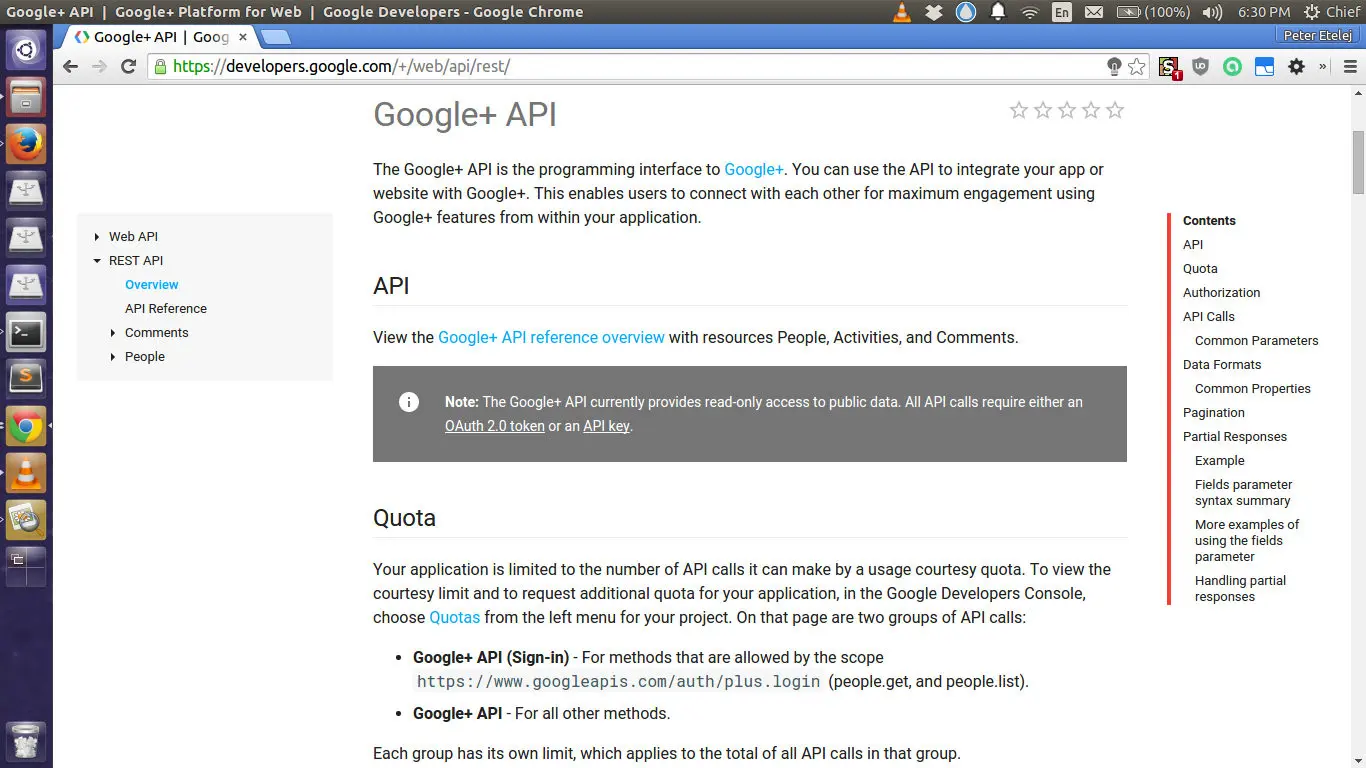 Google+ API | Google+ Platform for Web | Google Developers - Google Chrome
En
(100%)
6:30 PM
Chief
Google+ API | Goog
Peter Etelej
https://developers.google.com/+/web/api/rest/
1
Google+ API
The Google+ API is the programming interface to Google+. You can use the API to integrate your app or
website with Google+. This enables users to connect with each other for maximum engagement using
Google+ features from within your application.
Web API
REST API
Overview
API Reference
Comments
People
API
View the Google+ API reference overview with resources People, Activities, and Comments.
Note: The Google+ API currently provides read-only access to public data. All API calls require either an
OAuth 2.0 token or an API key.
Quota
Your application is limited to the number of API calls it can make by a usage courtesy quota. To view the
courtesy limit and to request additional quota for your application, in the Google Developers Console,
choose Quotas from the left menu for your project. On that page are two groups of API calls:
• Google+ API (Sign-in) - For methods that are allowed by the scope
https://www.googleapis.com/auth/plus.login (people.get, and people.list).
• Google+ API - For all other methods.
Each group has its own limit, which applies to the total of all API calls in that group.
Contents
API
Quota
Authorization
API Calls
Common Parameters
Data Formats
Common Properties
Pagination
Partial Responses
Example
Fields parameter
syntax summary
More examples of
using the fields
parameter
Handling partial
responses